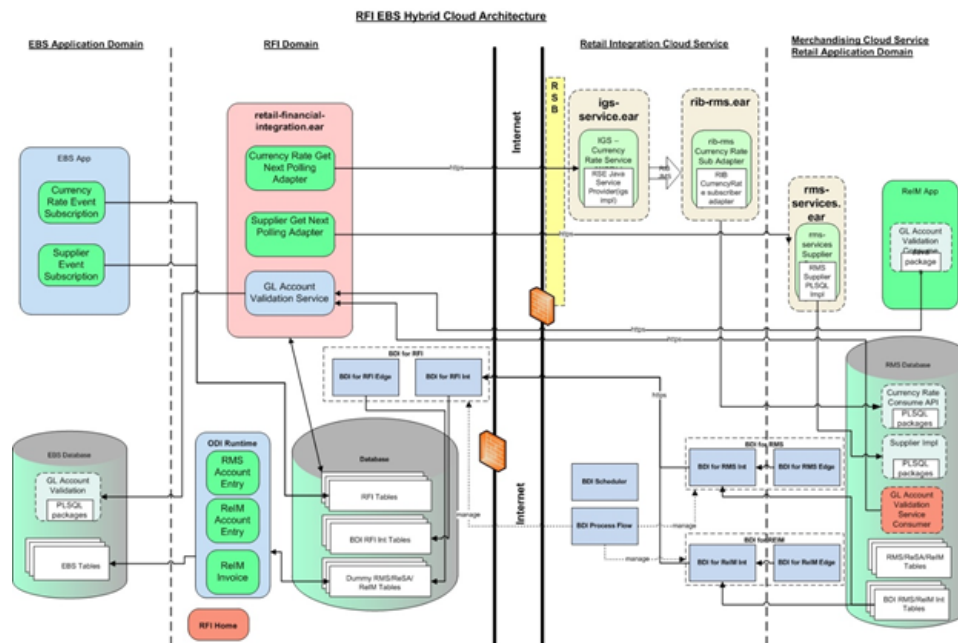 RFI EBS Hybrid Cloud Architecture
EBS Application Domain
RFI Domain
Retail Integration Cloud Service
Merchandising Cloud Service
Retail Application Domain
Internet
R
S
B
EBS App
Currency
Rate Event
Subscription
Supplier
Event
Subscription
retail-financial-
integration.ear
Currency Rate Get
Next Polling
Adapter
Supplier Get Next
Polling Adapter
GL Account
Validation Service
igs-
service.ear
IGS –
Currency
Rate Service
RSE Java
Service
Provider(igs
impl)
rib-rms.ear
rib-rms
Currency Rate
Sub Adapter
RIB
CurrencyRat
e subscriber
adapter
rms-
services.
ear
rms-
services
Supplier
RMS
Supplier
PLSQL
Impl
ReIM App
GL Account
Validation
package
https
https
https
https
https
BDI for RFI
BDI for RFI Edge
BDI for RFI Int
RMS Database
Currency Rate
Consume API
PLSQL
packages
Supplier Impl
PLSQL
packages
GL Account
Validation
Service
Consumer
RMS/ReSA/ReIM
Tables
BDI RMS/ReIM Int
Tables
EBS Database
GL Account
Validation
PLSQL
packages
EBS Tables
ODI Runtime
RMS
Account
Entry
ReIM
Account
Entry
ReIM
Invoice
RFI Home
Database
RFI Tables
BDI RFI Int Tables
Dummy RMS/ReSA/
ReIM Tables
Internet
manage
BDI Scheduler
BDI Process Flow
manage
manage
BDI for RMS
BDI for RMS Int
BDI for RMS Edge
BDI for REIM
BDI for ReIM Int
BDI for ReIM Edge